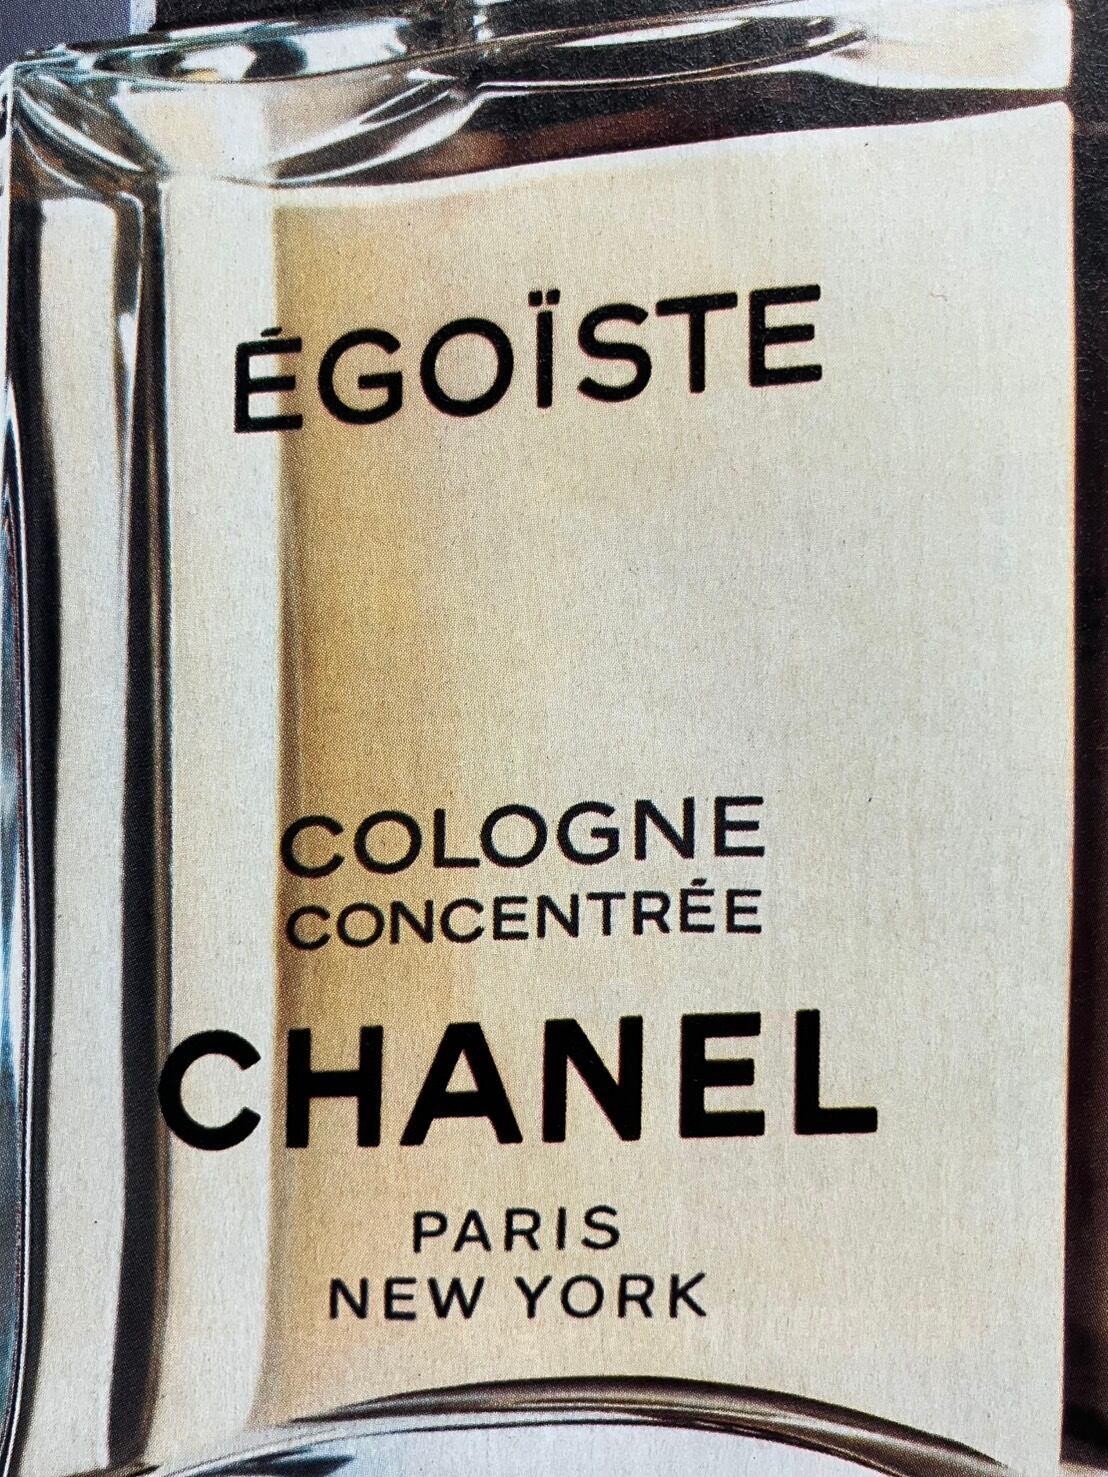 ÉGOÏSTE
COLOGNE
CONCENTRÉE
CHANEL
PARIS
NEW YORK